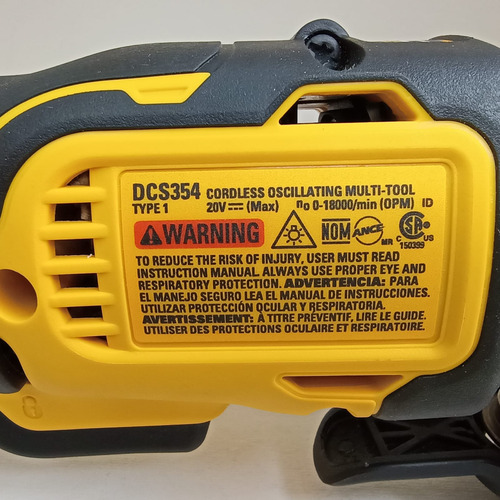 DCS354 CORDLESS OSCILLATING MULTI-TOOL
TYPE 1 20V⎓(Max) n₀ 0-18000/min (OPM) ID
⚠WARNING NOM ANCE MR C US 150399
TO REDUCE THE RISK OF INJURY, USER MUST READ
INSTRUCTION MANUAL. ALWAYS USE PROPER EYE AND
RESPIRATORY PROTECTION. ADVERTENCIA: PARA
EL MANEJO SEGURO LEA EL MANUAL DE INSTRUCCIONES.
UTILIZAR PROTECCIÓN OCULAR Y RESPIRATORIA.
AVERTISSEMENT: À TITRE PRÉVENTIF, LIRE LE GUIDE.
UTILISER DES PROTECTIONS OCULAIRE ET RESPIRATOIRE.